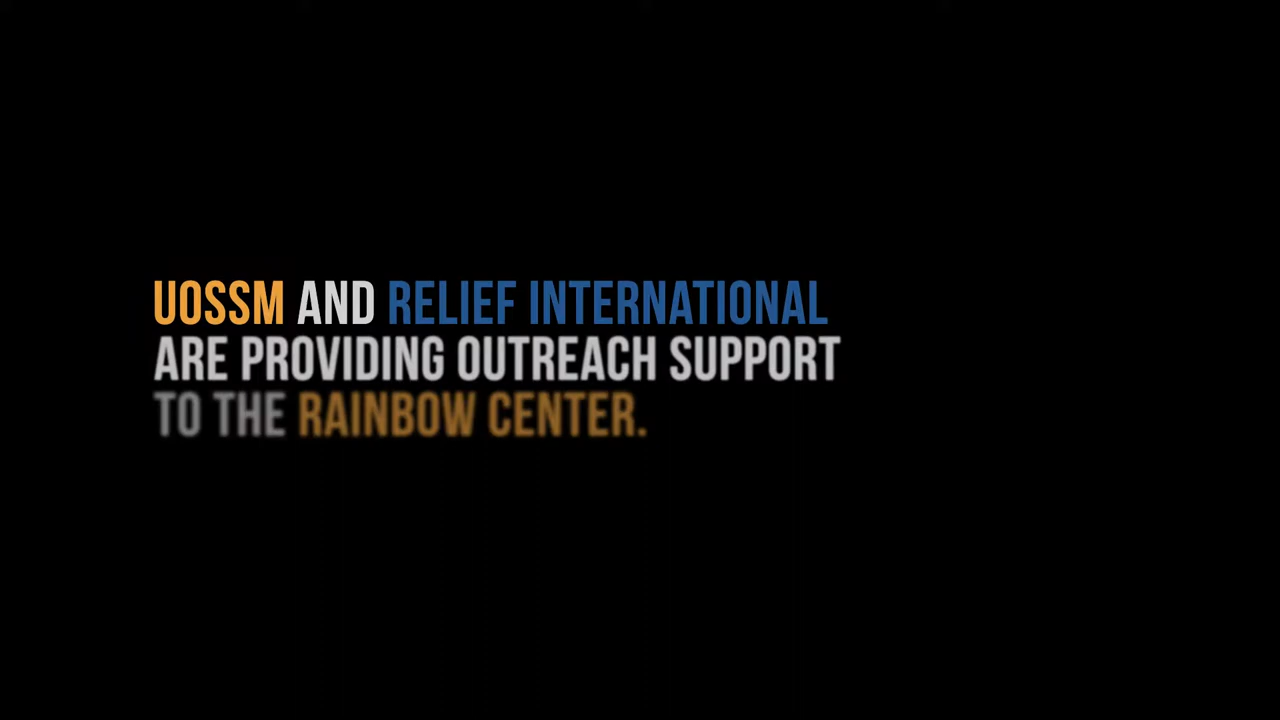 UOSSM AND RELIEF INTERNATIONAL
ARE PROVIDING OUTREACH SUPPORT
TO THE RAINBOW CENTER.